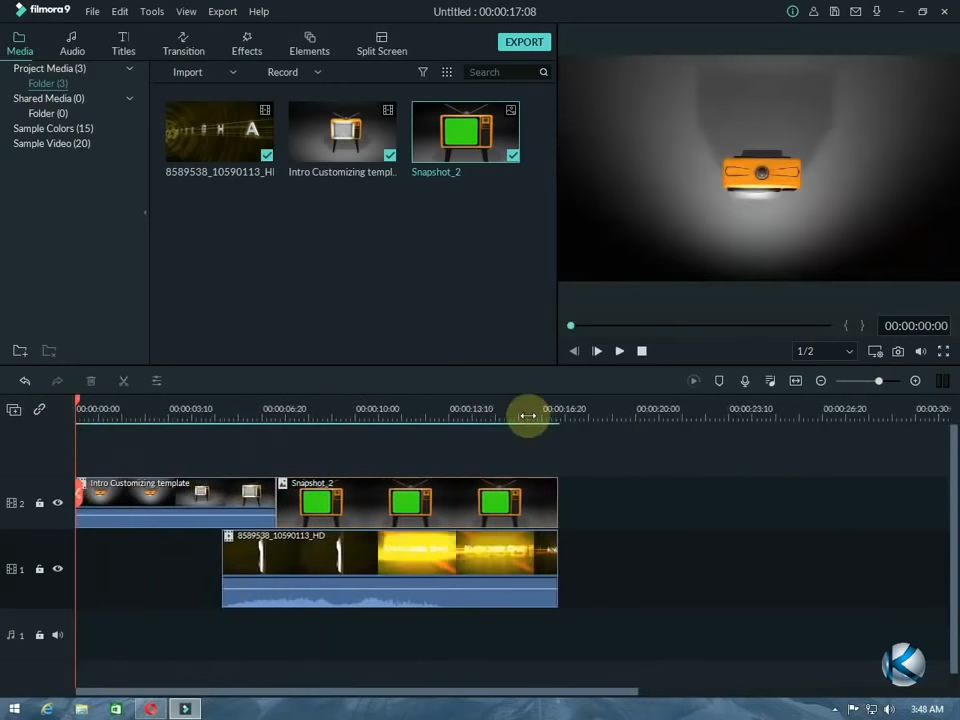 filmora9 File Edit Tools View Export Help Untitled : 00:00:17:08
Media Audio Titles Transition Effects Elements Split Screen EXPORT
Project Media (3)
Folder (3)
Shared Media (0)
Folder (0)
Sample Colors (15)
Sample Video (20)
Import Record Search
8589538_10590113_HI Intro Customizing templ.. Snapshot_2
00:00:00:00
1/2
00:00:00:00 00:00:03:10 00:00:06:20 00:00:10:00 00:00:13:10 00:00:16:20 00:00:20:00 00:00:23:10 00:00:26:20 00:00:30:
2 Intro Customizing template Snapshot_2
1 8589538_10590113_HD
1
3:48 AM